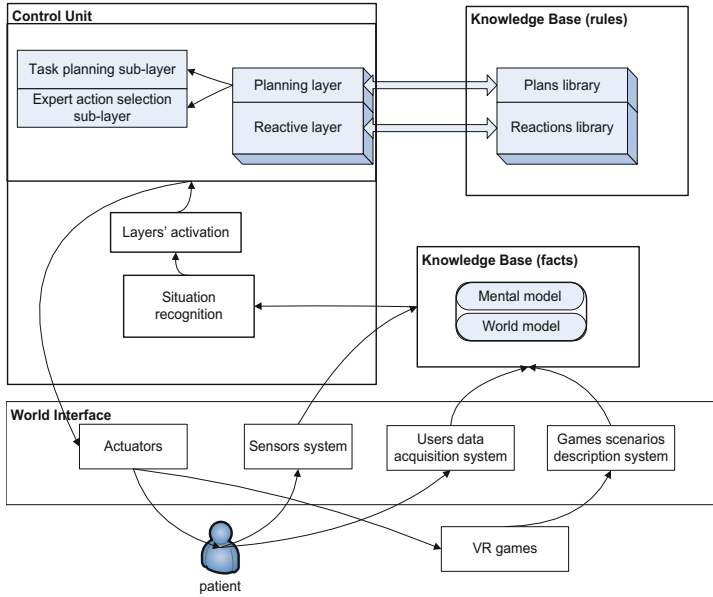 Control Unit
Knowledge Base (rules)
Task planning sub-layer
Expert action selection
sub-layer
Planning layer
Reactive layer
Plans library
Reactions library
Layers' activation
Situation
recognition
Knowledge Base (facts)
Mental model
World model
World Interface
Actuators
Sensors system
Users data
acquisition system
Games scenarios
description system
VR games
patient